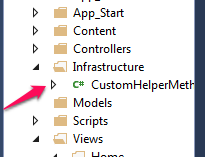 App_Start
Content
Controllers
Infrastructure
C# CustomHelperMeth
Models
Scripts
Views
Home